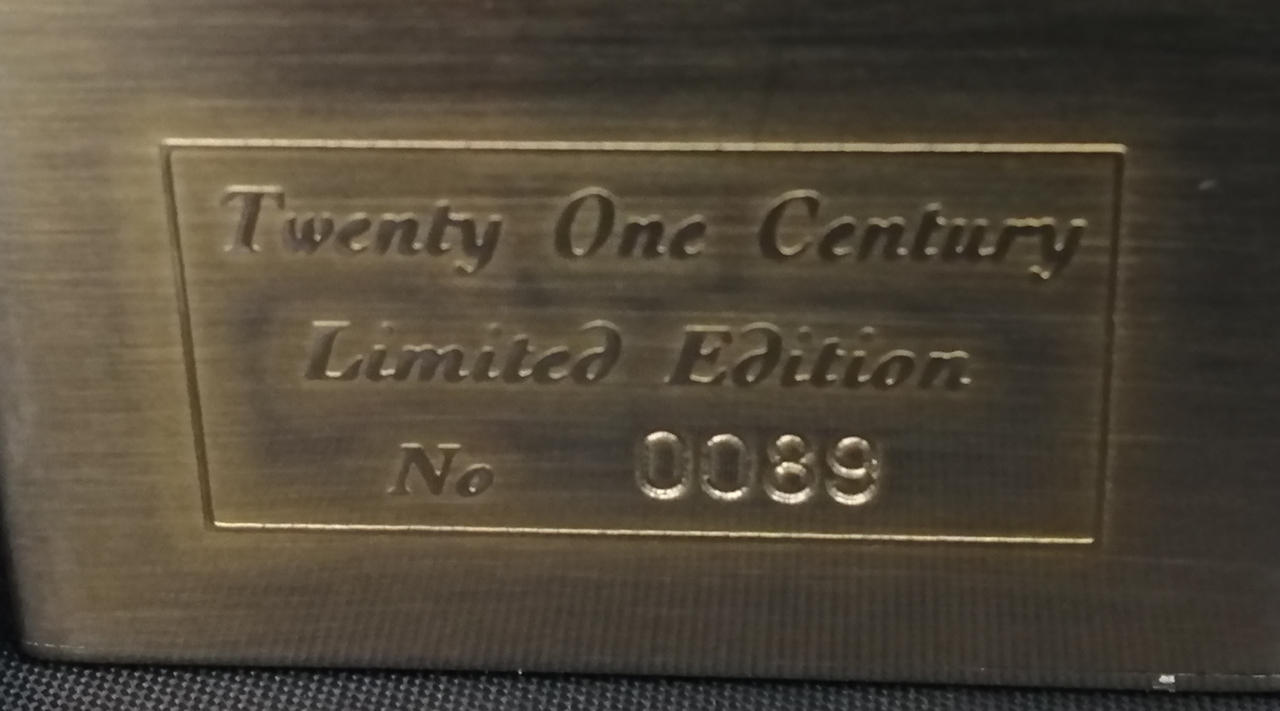 Twenty One Century
Limited Edition
No 0089